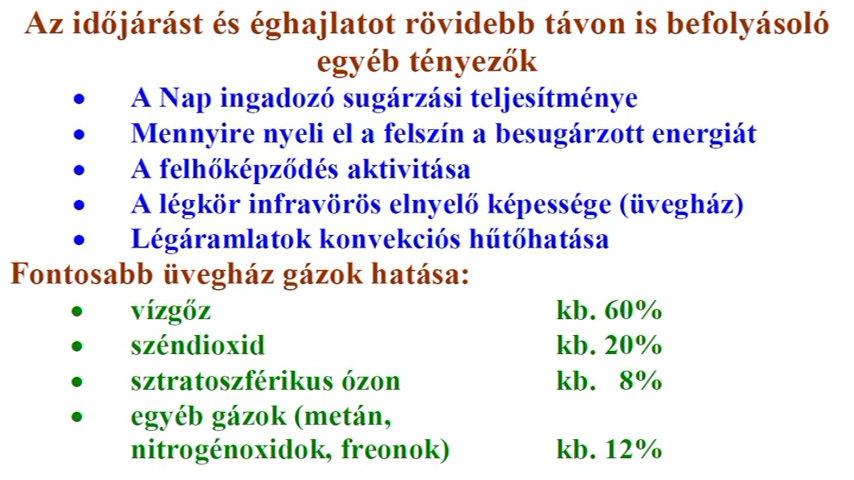 Az időjárást és éghajlatot rövidebb távon is befolyásoló
egyéb tényezők
• A Nap ingadozó sugárzási teljesítménye
• Mennyire nyeli el a felszín a besugárzott energiát
• A felhőképződés aktivitása
• A légkör infravörös elnyelő képessége (üvegház)
• Légáramlatok konvekciós hűtőhatása
Fontosabb üvegház gázok hatása:
• vízgőz kb. 60%
• széndioxid kb. 20%
• sztratoszférikus ózon kb. 8%
• egyéb gázok (metán,
nitrogénoxidok, freonok) kb. 12%